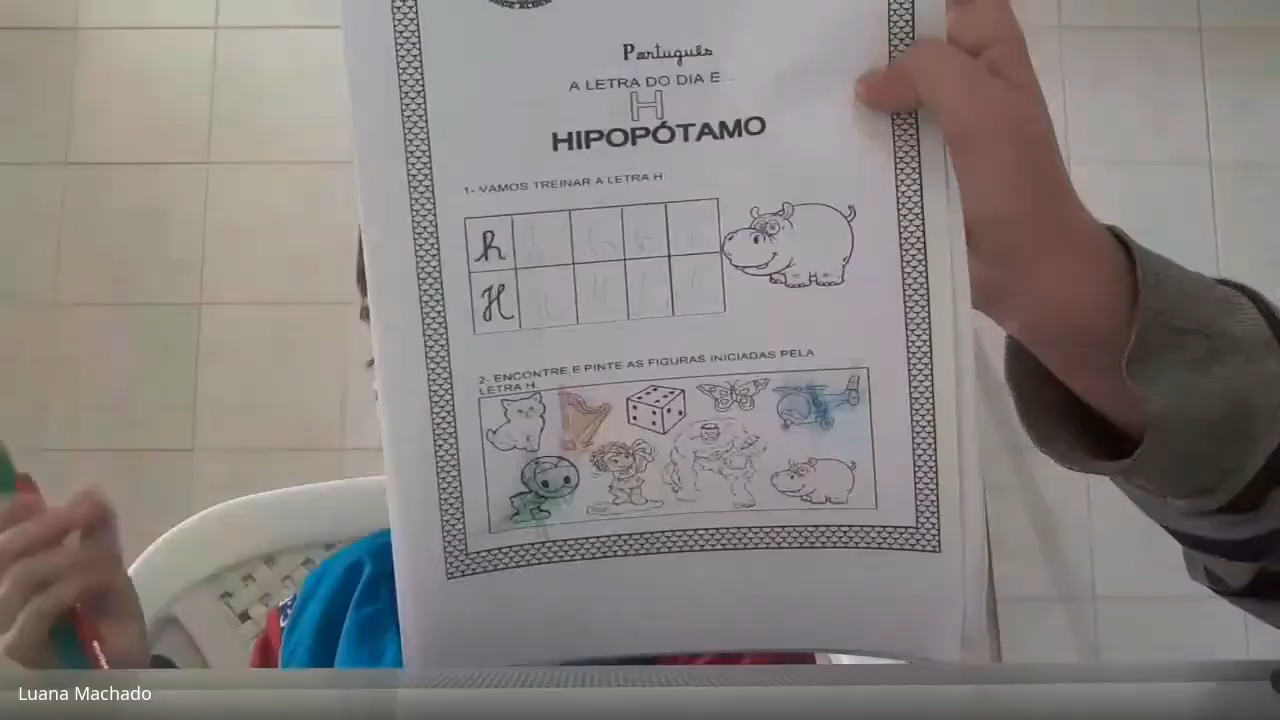 Português
A LETRA DO DIA É...
H
HIPOPÓTAMO
1- VAMOS TREINAR A LETRA H
h
H
2- ENCONTRE E PINTE AS FIGURAS INICIADAS PELA
LETRA H.
Luana Machado